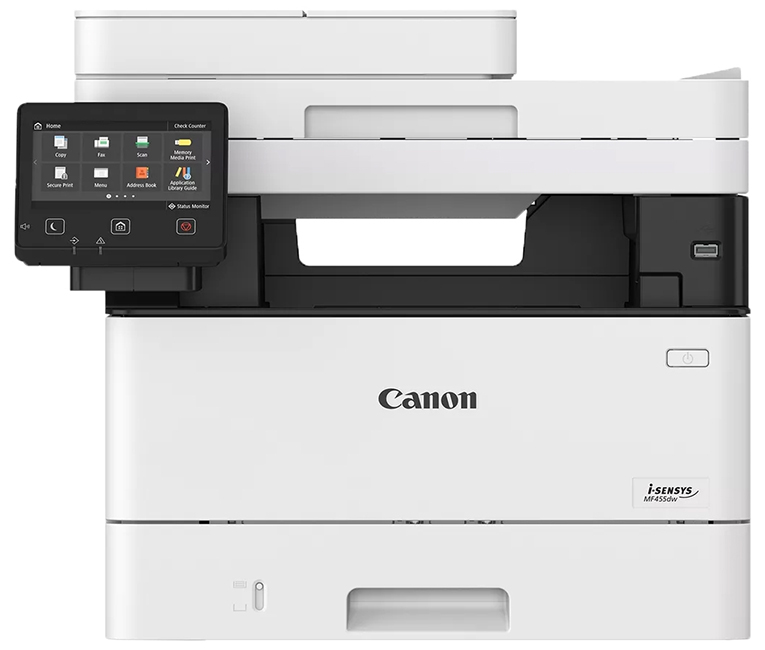 Home
Check Counter
Copy
Fax
Scan
Memory
Media Print
Secure Print
Menu
Address Book
Application
Library Guide
Status Monitor
Canon
i-SENSYS
MF455dw